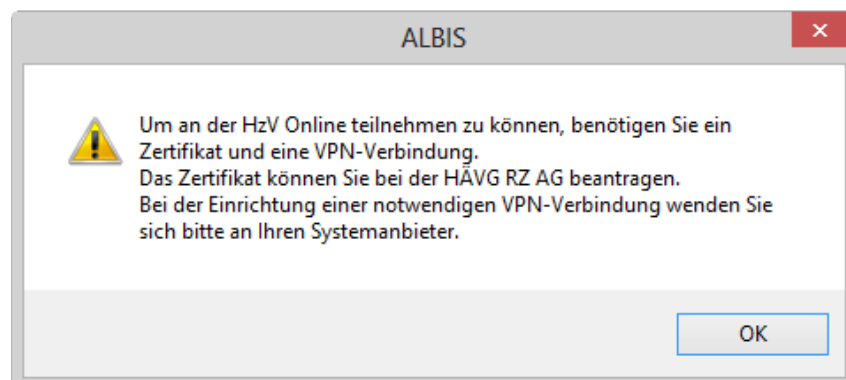 ALBIS
Um an der HzV Online teilnehmen zu können, benötigen Sie ein
Zertifikat und eine VPN-Verbindung.
Das Zertifikat können Sie bei der HÄVG RZ AG beantragen.
Bei der Einrichtung einer notwendigen VPN-Verbindung wenden Sie
sich bitte an Ihren Systemanbieter.
OK